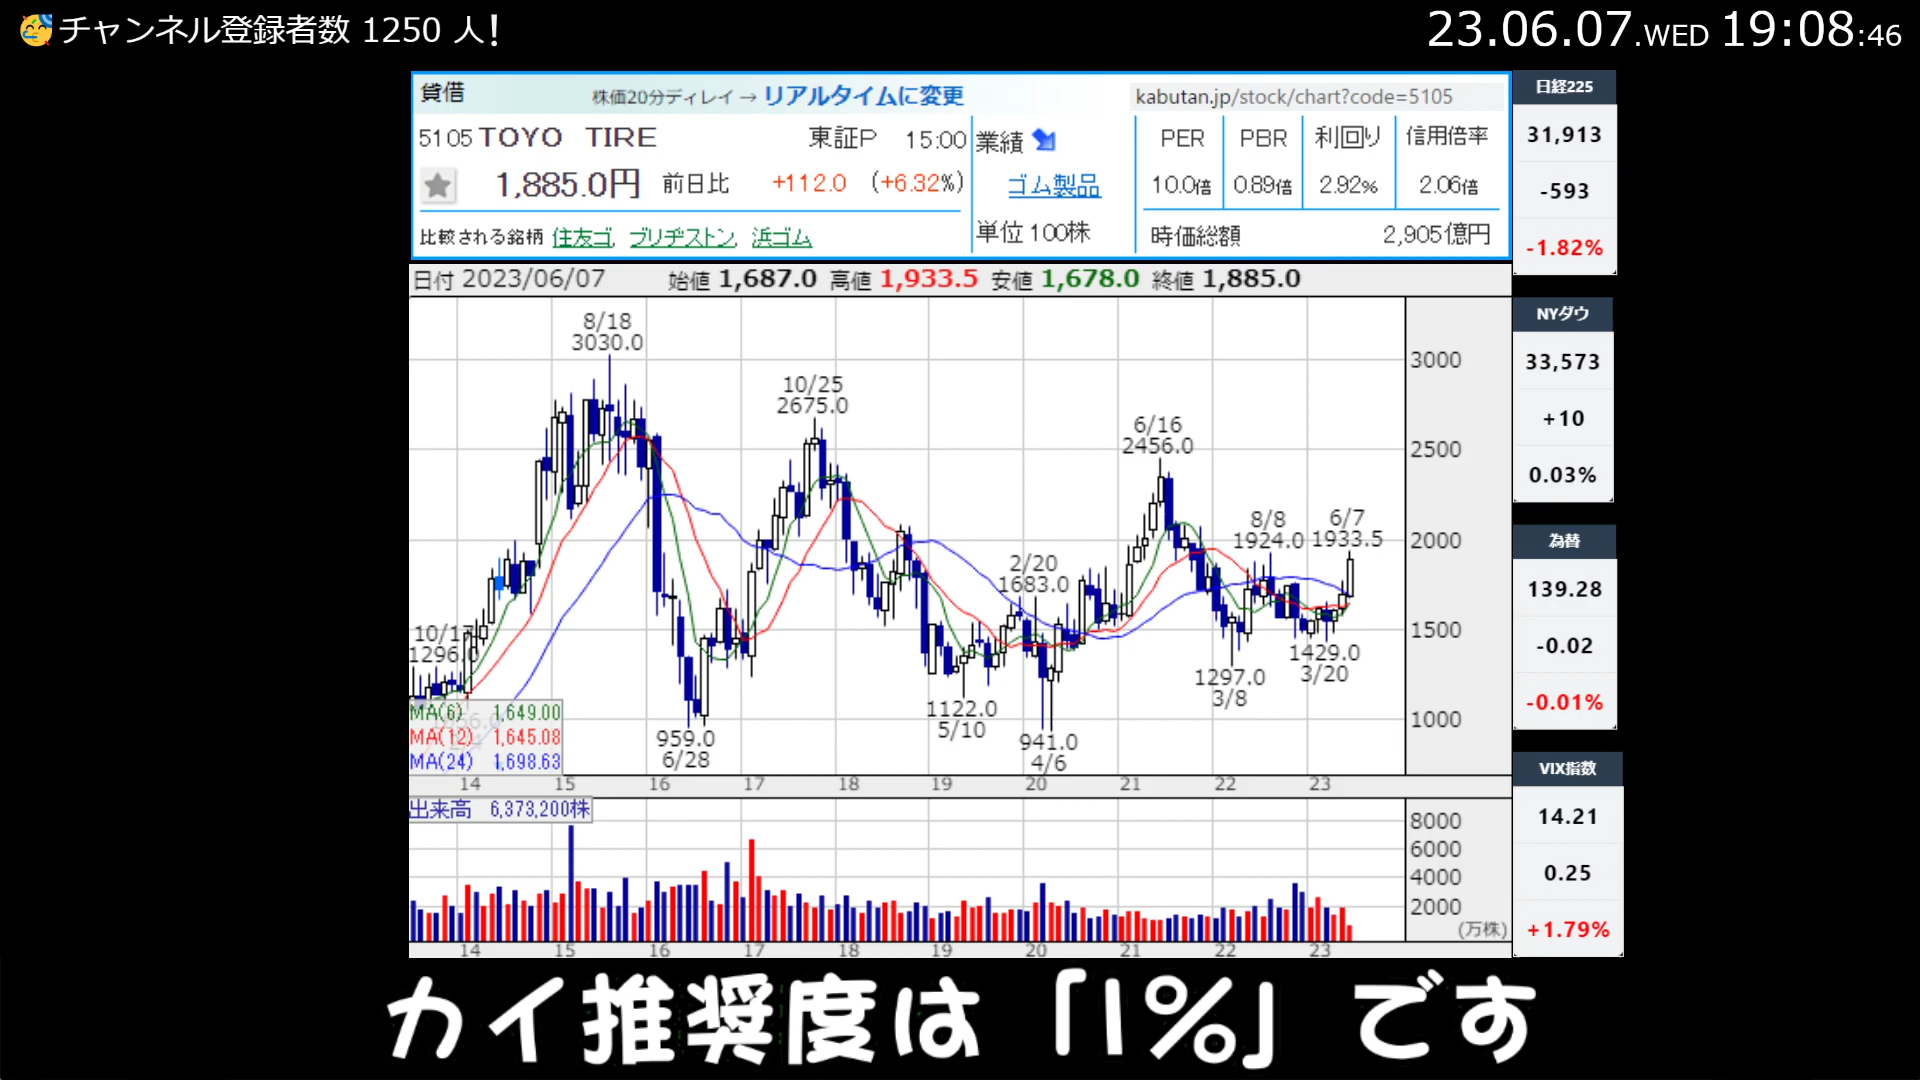 🥳チャンネル登録者数 1250 人!
23.06.07.WED 19:08:46
貸借 株価20分ディレイ → リアルタイムに変更 kabutan.jp/stock/chart?code=5105
5105 TOYO TIRE 東証P 15:00 業績
1,885.0円 前日比 +112.0 (+6.32%) ゴム製品
比較される銘柄 住友ゴ, ブリヂストン, 浜ゴム 単位 100株
PER PBR 利回り 信用倍率
10.0倍 0.89倍 2.92% 2.06倍
時価総額 2,905億円
日付 2023/06/07 始値 1,687.0 高値 1,933.5 安値 1,678.0 終値 1,885.0
8/18
3030.0
10/25
2675.0
6/16
2456.0
8/8
1924.0
6/7
1933.5
2/20
1683.0
10/17
1296.0
1429.0
3/20
1297.0
3/8
1122.0
5/10
959.0
6/28
941.0
4/6
MA(6) 1,649.00
MA(12) 1,645.08
MA(24) 1,698.63
3000
2500
2000
1500
1000
14 15 16 17 18 19 20 21 22 23
出来高 6,373,200株
8000
6000
4000
2000
(万株)
14 15 16 17 18 19 20 21 22 23
日経225
31,913
-593
-1.82%
NYダウ
33,573
+10
0.03%
為替
139.28
-0.02
-0.01%
VIX指数
14.21
0.25
+1.79%
カイ推奨度は「1%」です